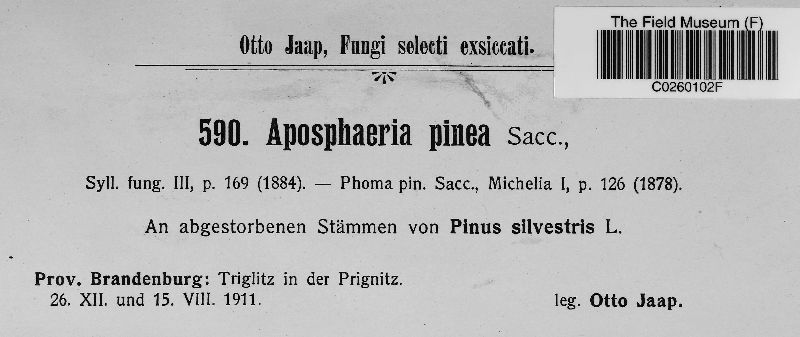 Otto Jaap, Fungi selecti exsiccati.
The Field Museum (F)
C0260102F
590. Aposphaeria pinea Sacc.,
Syll. fung. III, p. 169 (1884). — Phoma pin. Sacc., Michelia I, p. 126 (1878).
An abgestorbenen Stämmen von Pinus silvestris L.
Prov. Brandenburg: Triglitz in der Prignitz.
26. XII. und 15. VIII. 1911.
leg. Otto Jaap.